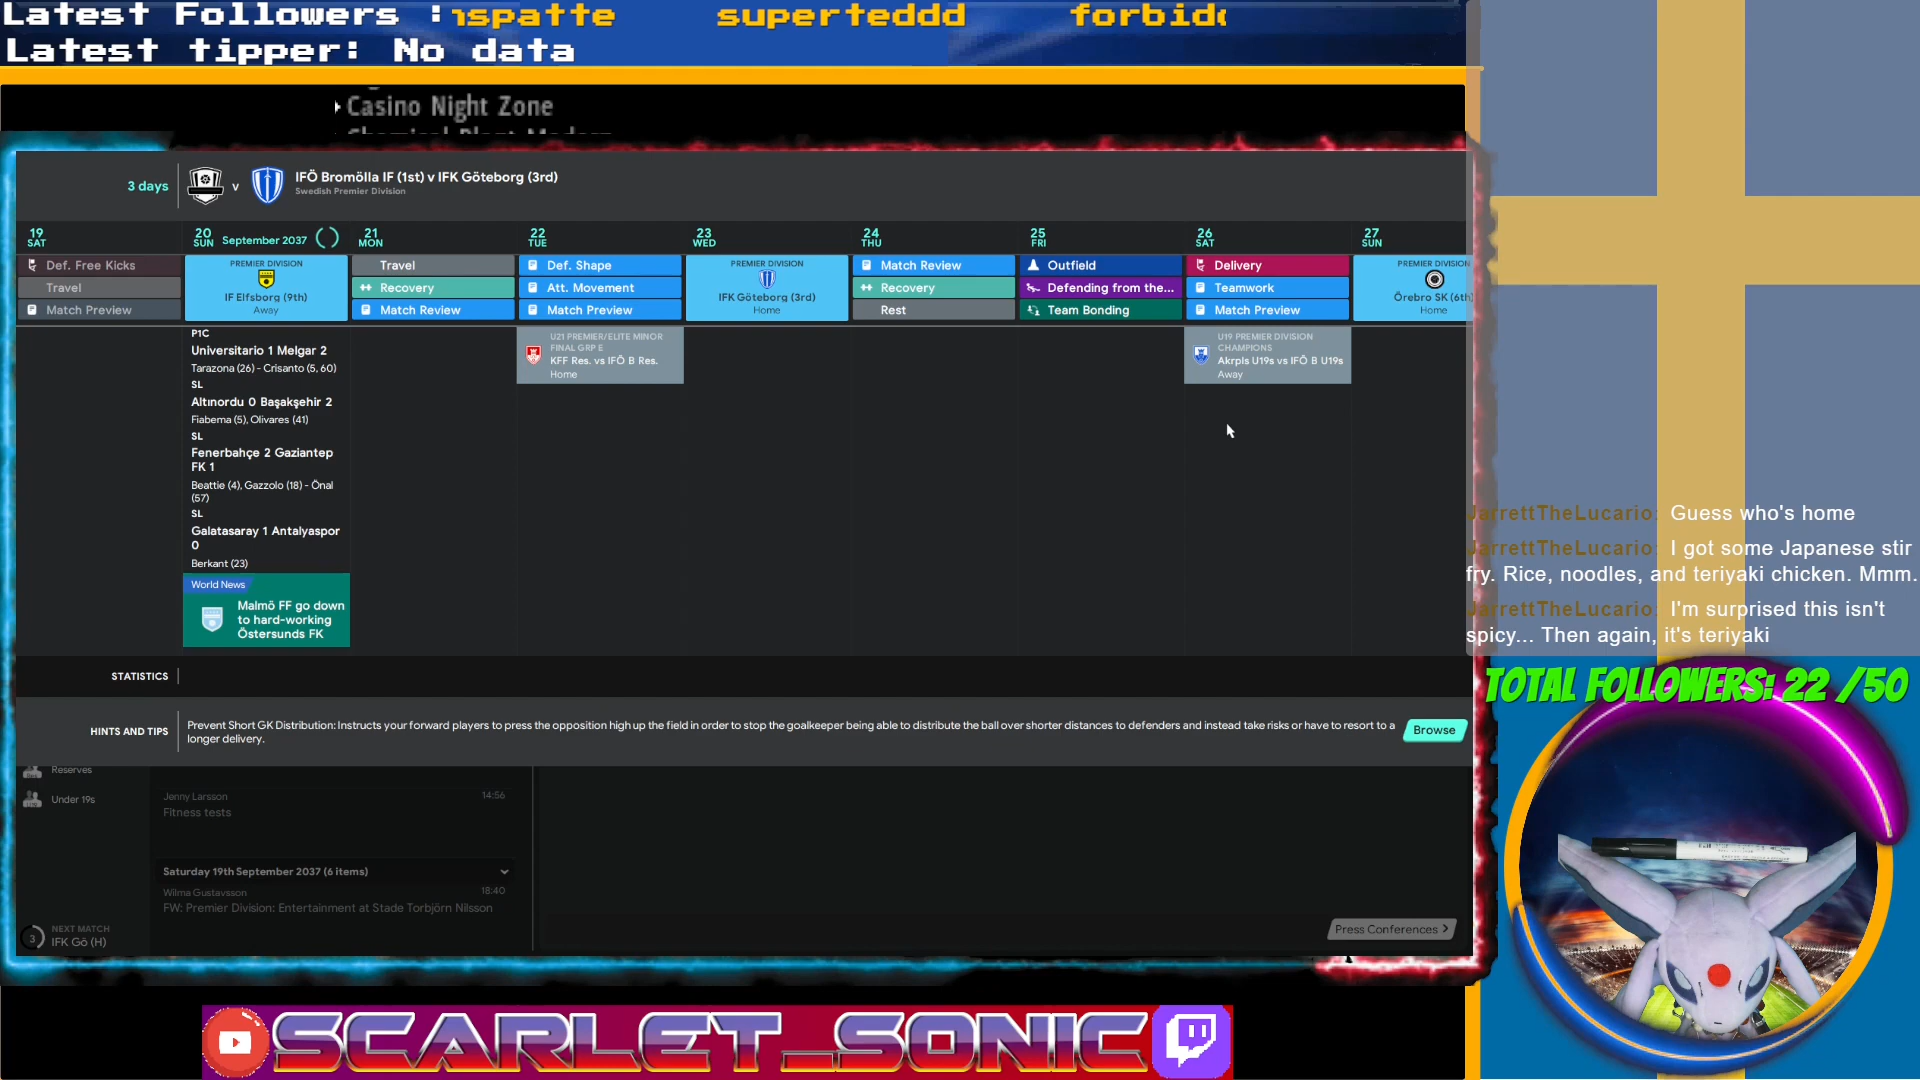 Latest Followers : nspatte superteddd forbid
Latest tipper: No data
Casino Night Zone
3 days
v
IFÖ Bromölla IF (1st) v IFK Göteborg (3rd)
Swedish Premier Division
19 SAT
20 SUN September 2037
21 MON
22 TUE
23 WED
24 THU
25 FRI
26 SAT
27 SUN
Def. Free Kicks
Travel
Match Preview
PREMIER DIVISION
IF Elfsborg (9th)
Away
Travel
Recovery
Match Review
Def. Shape
Att. Movement
Match Preview
PREMIER DIVISION
IFK Göteborg (3rd)
Home
Match Review
Recovery
Rest
Outfield
Defending from the...
Team Bonding
Delivery
Teamwork
Match Preview
PREMIER DIVISION
Örebro SK (6th)
Home
P1C
Universitario 1 Melgar 2
Tarazona (26) - Crisanto (5, 60)
SL
Altınordu 0 Başakşehir 2
Fiabema (5), Olivares (41)
SL
Fenerbahçe 2 Gaziantep
FK 1
Beattie (4), Gazzolo (18) - Önal
(57)
SL
Galatasaray 1 Antalyaspor
0
Berkant (23)
World News
Malmö FF go down
to hard-working
Östersunds FK
U21 PREMIER/ELITE MINOR
FINAL GRP E
KFF Res. vs IFÖ B Res.
Home
U19 PREMIER DIVISION
CHAMPIONS
Akrpls U19s vs IFÖ B U19s
Away
STATISTICS
HINTS AND TIPS
Prevent Short GK Distribution: Instructs your forward players to press the opposition high up the field in order to stop the goalkeeper being able to distribute the ball over shorter distances to defenders and instead take risks or have to resort to a
longer delivery.
Browse
Reserves
Under 19s
Jenny Larsson 14:56
Fitness tests
Saturday 19th September 2037 (6 items)
Wilma Gustavsson 18:40
FW: Premier Division: Entertainment at Stade Torbjörn Nilsson
3
NEXT MATCH
IFK Gö (H)
Press Conferences >
JarrettTheLucario: Guess who's home
JarrettTheLucario: I got some Japanese stir
fry. Rice, noodles, and teriyaki chicken. Mmm.
JarrettTheLucario: I'm surprised this isn't
spicy... Then again, it's teriyaki
TOTAL FOLLOWERS: 22 /50
SCARLET_SONIC